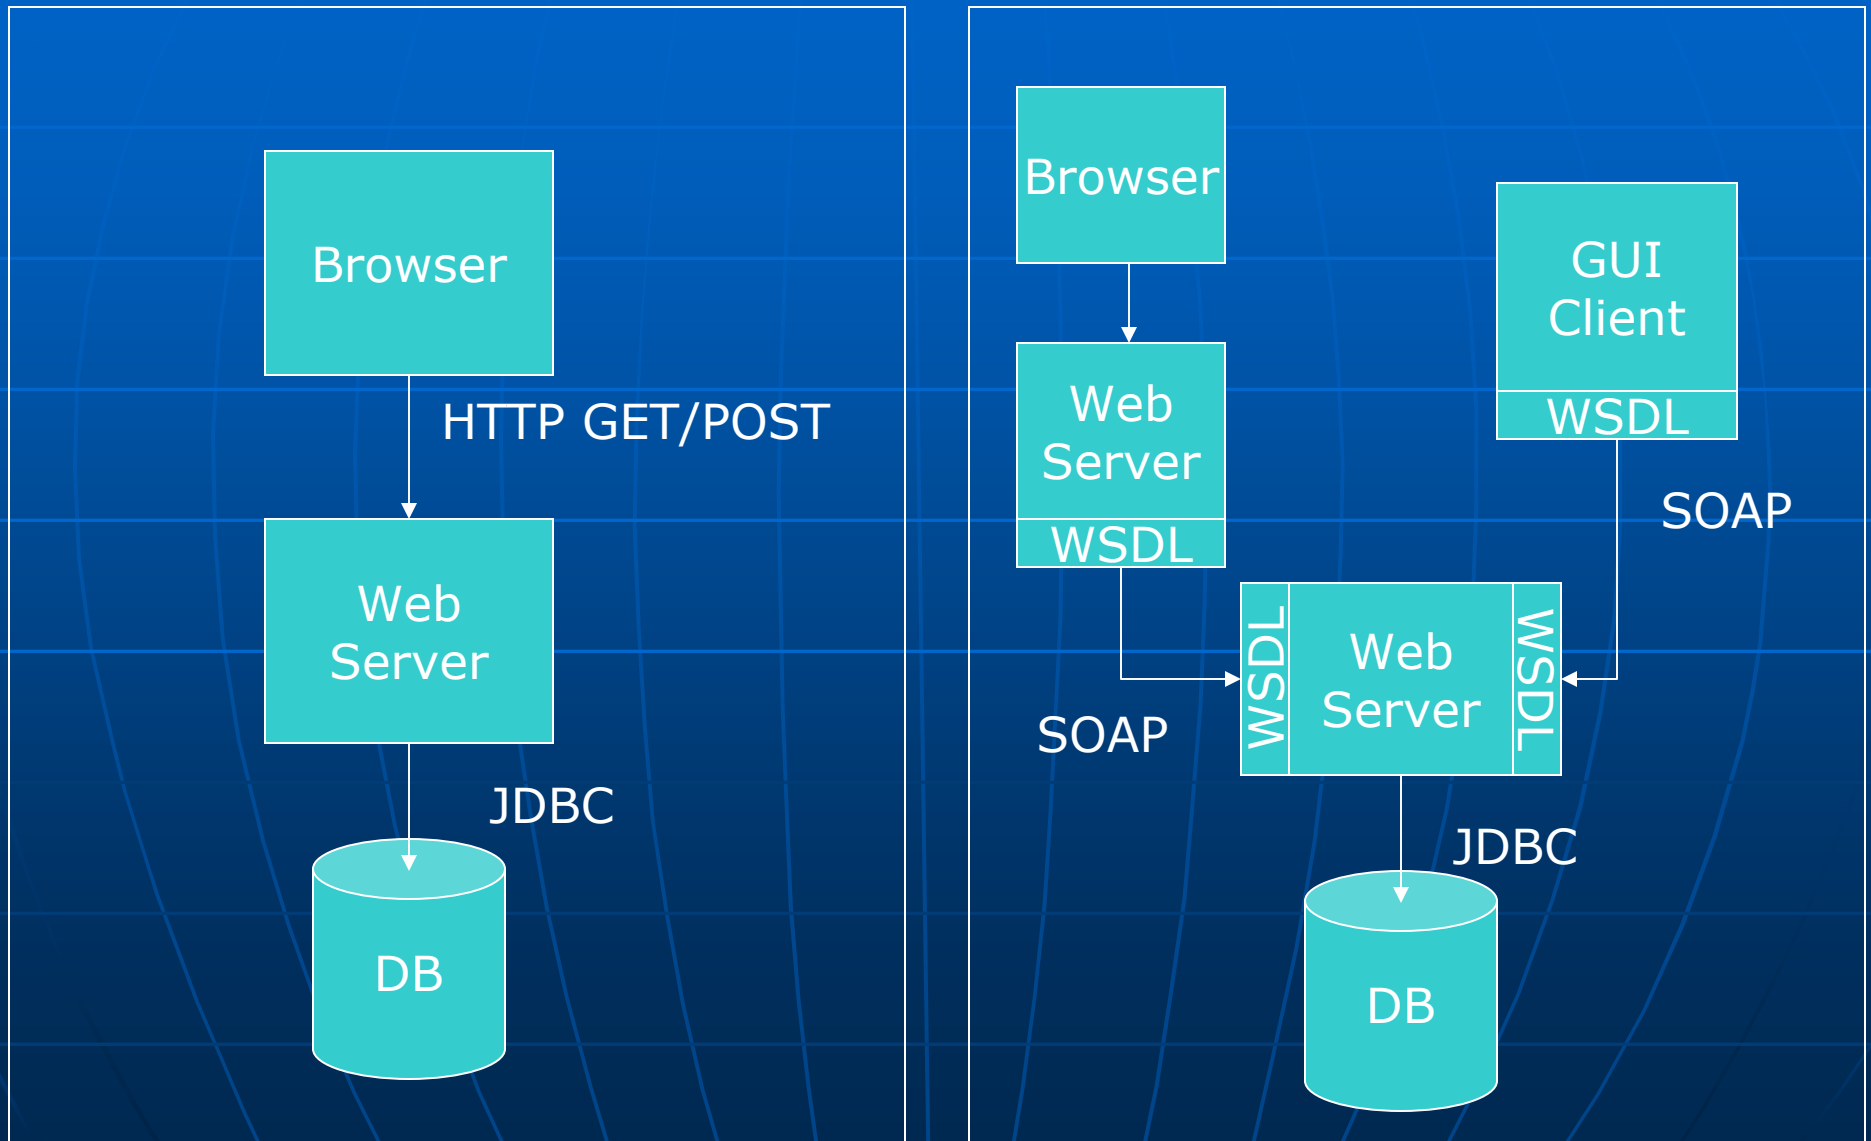 Browser
HTTP GET/POST
Web
Server
JDBC
DB
Browser
Web
Server
WSDL
SOAP
GUI
Client
WSDL
SOAP
WSDL
Web
Server
WSDL
JDBC
DB